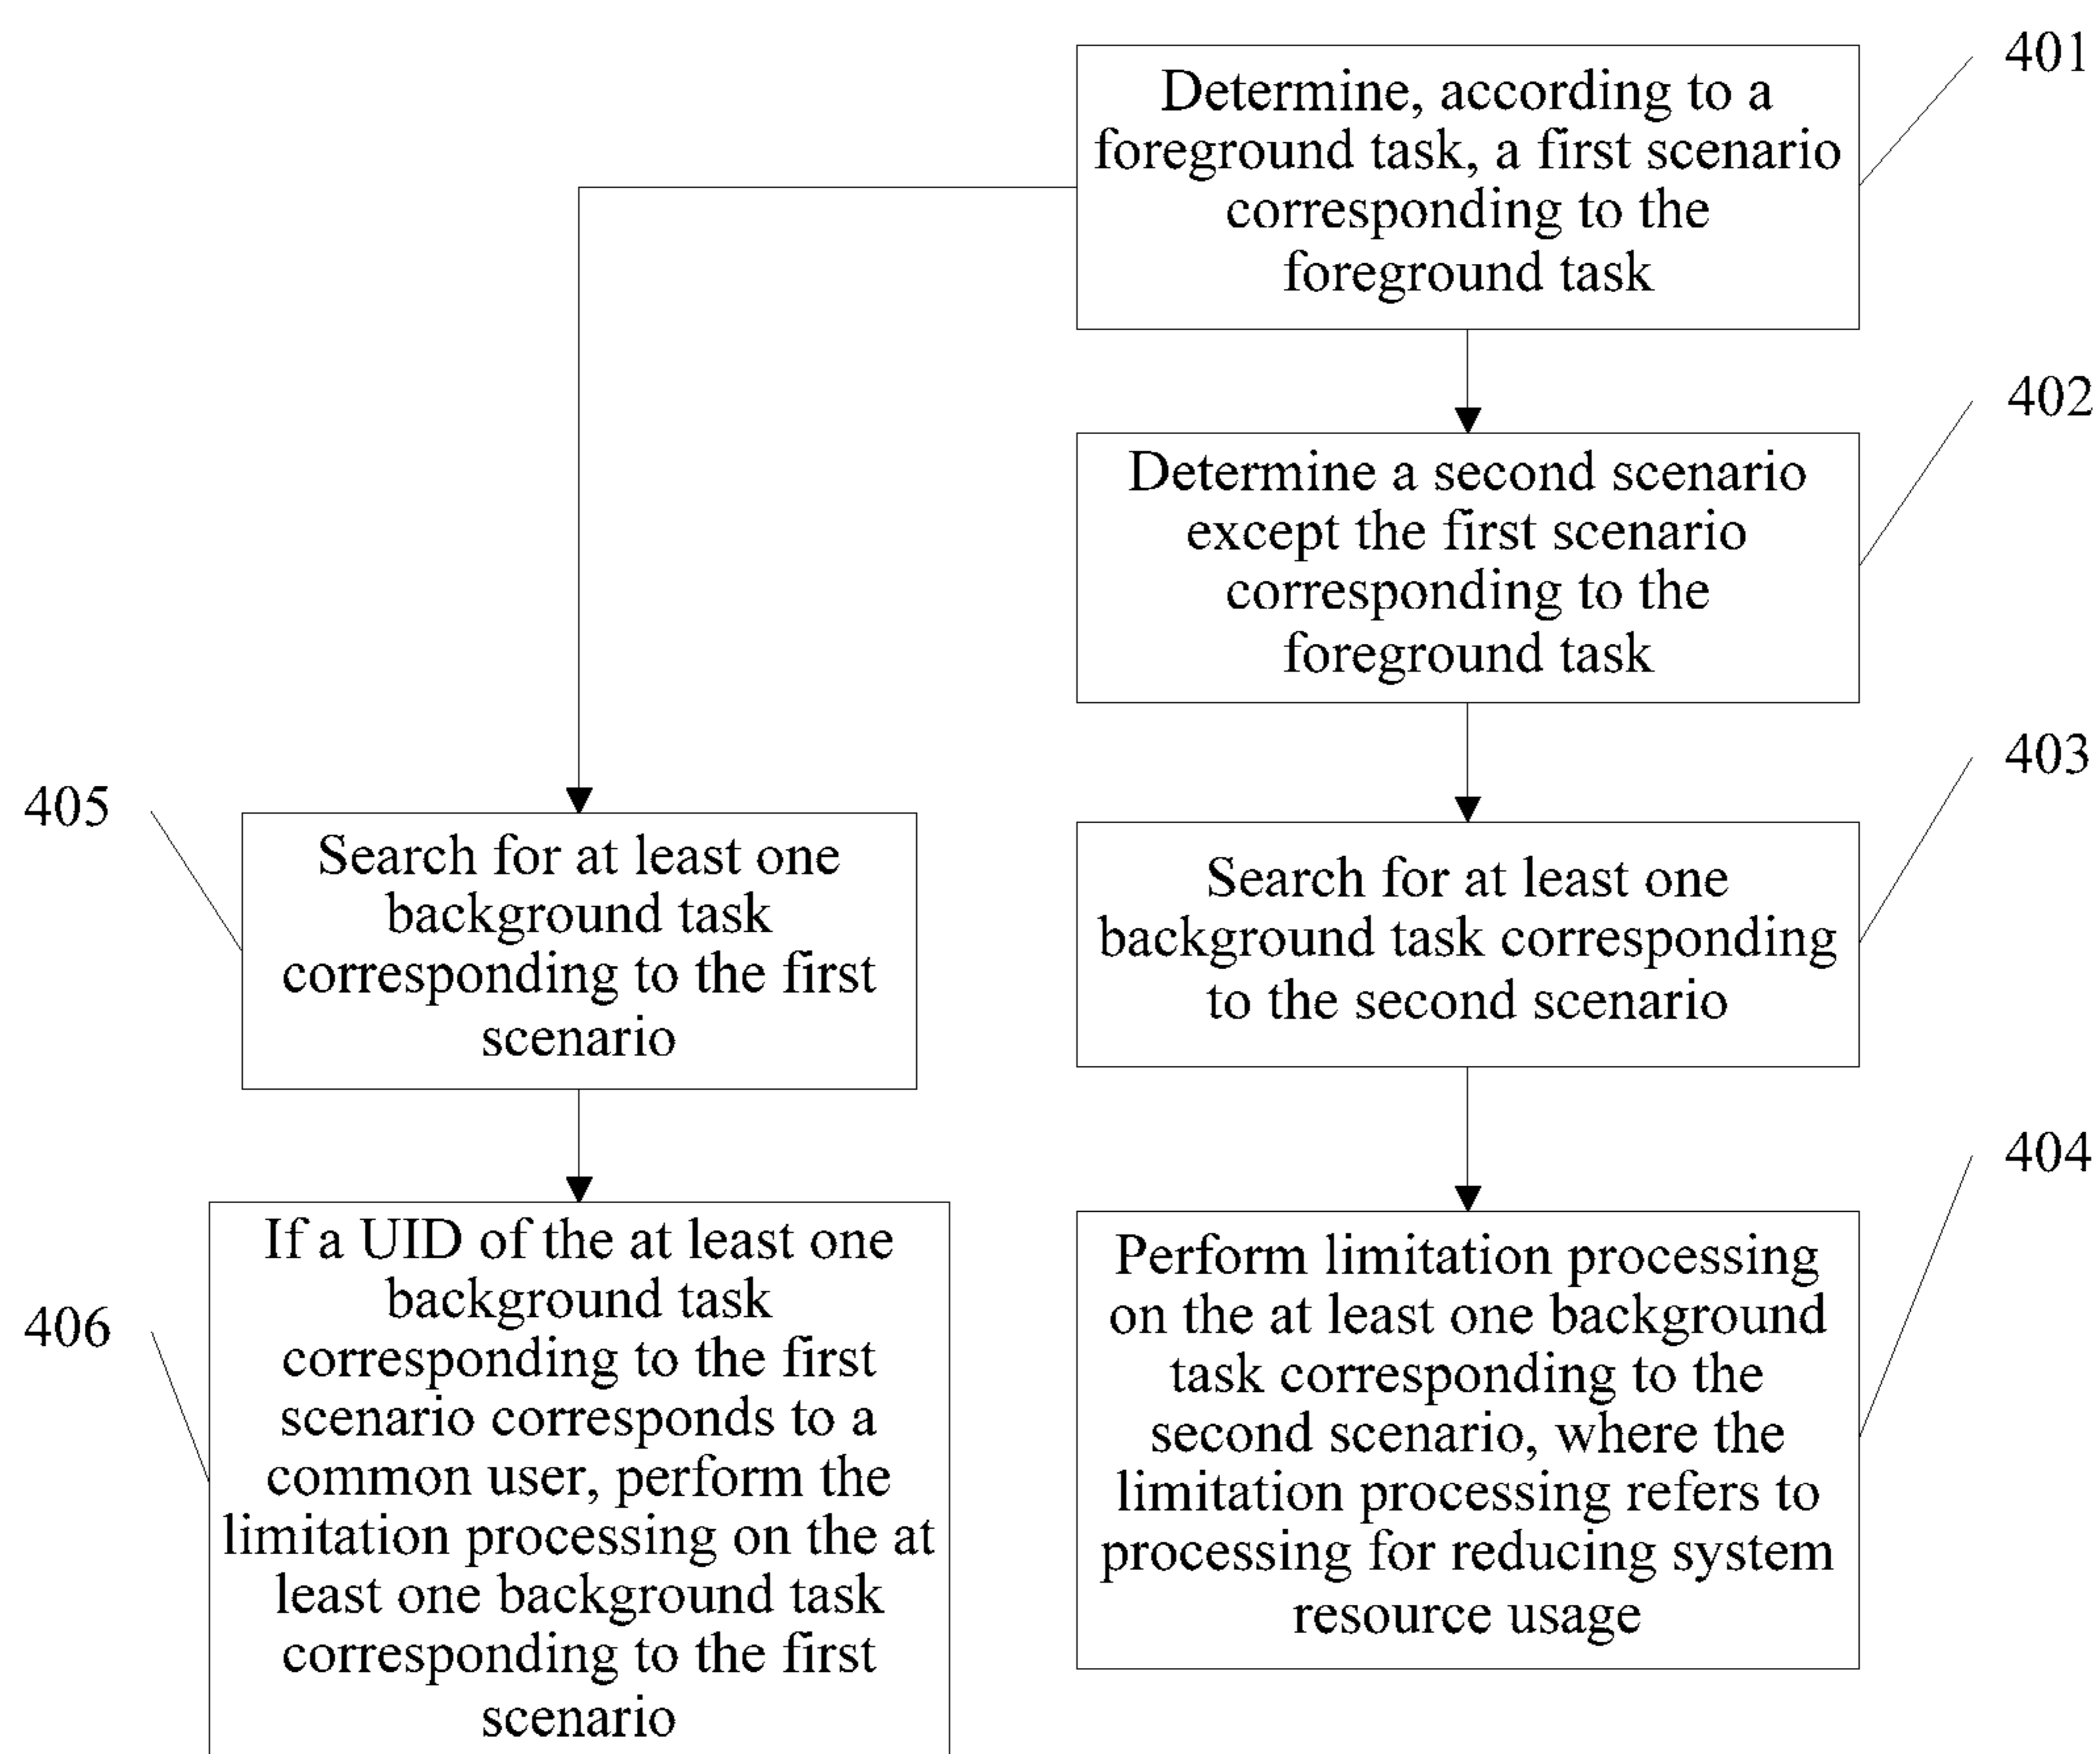 401
Determine, according to a
foreground task, a first scenario
corresponding to the
foreground task
402
Determine a second scenario
except the first scenario
corresponding to the
foreground task
403
Search for at least one
background task corresponding
to the second scenario
404
Perform limitation processing
on the at least one background
task corresponding to the
second scenario, where the
limitation processing refers to
processing for reducing system
resource usage
405
Search for at least one
background task
corresponding to the first
scenario
406
If a UID of the at least one
background task
corresponding to the first
scenario corresponds to a
common user, perform the
limitation processing on the at
least one background task
corresponding to the first
scenario